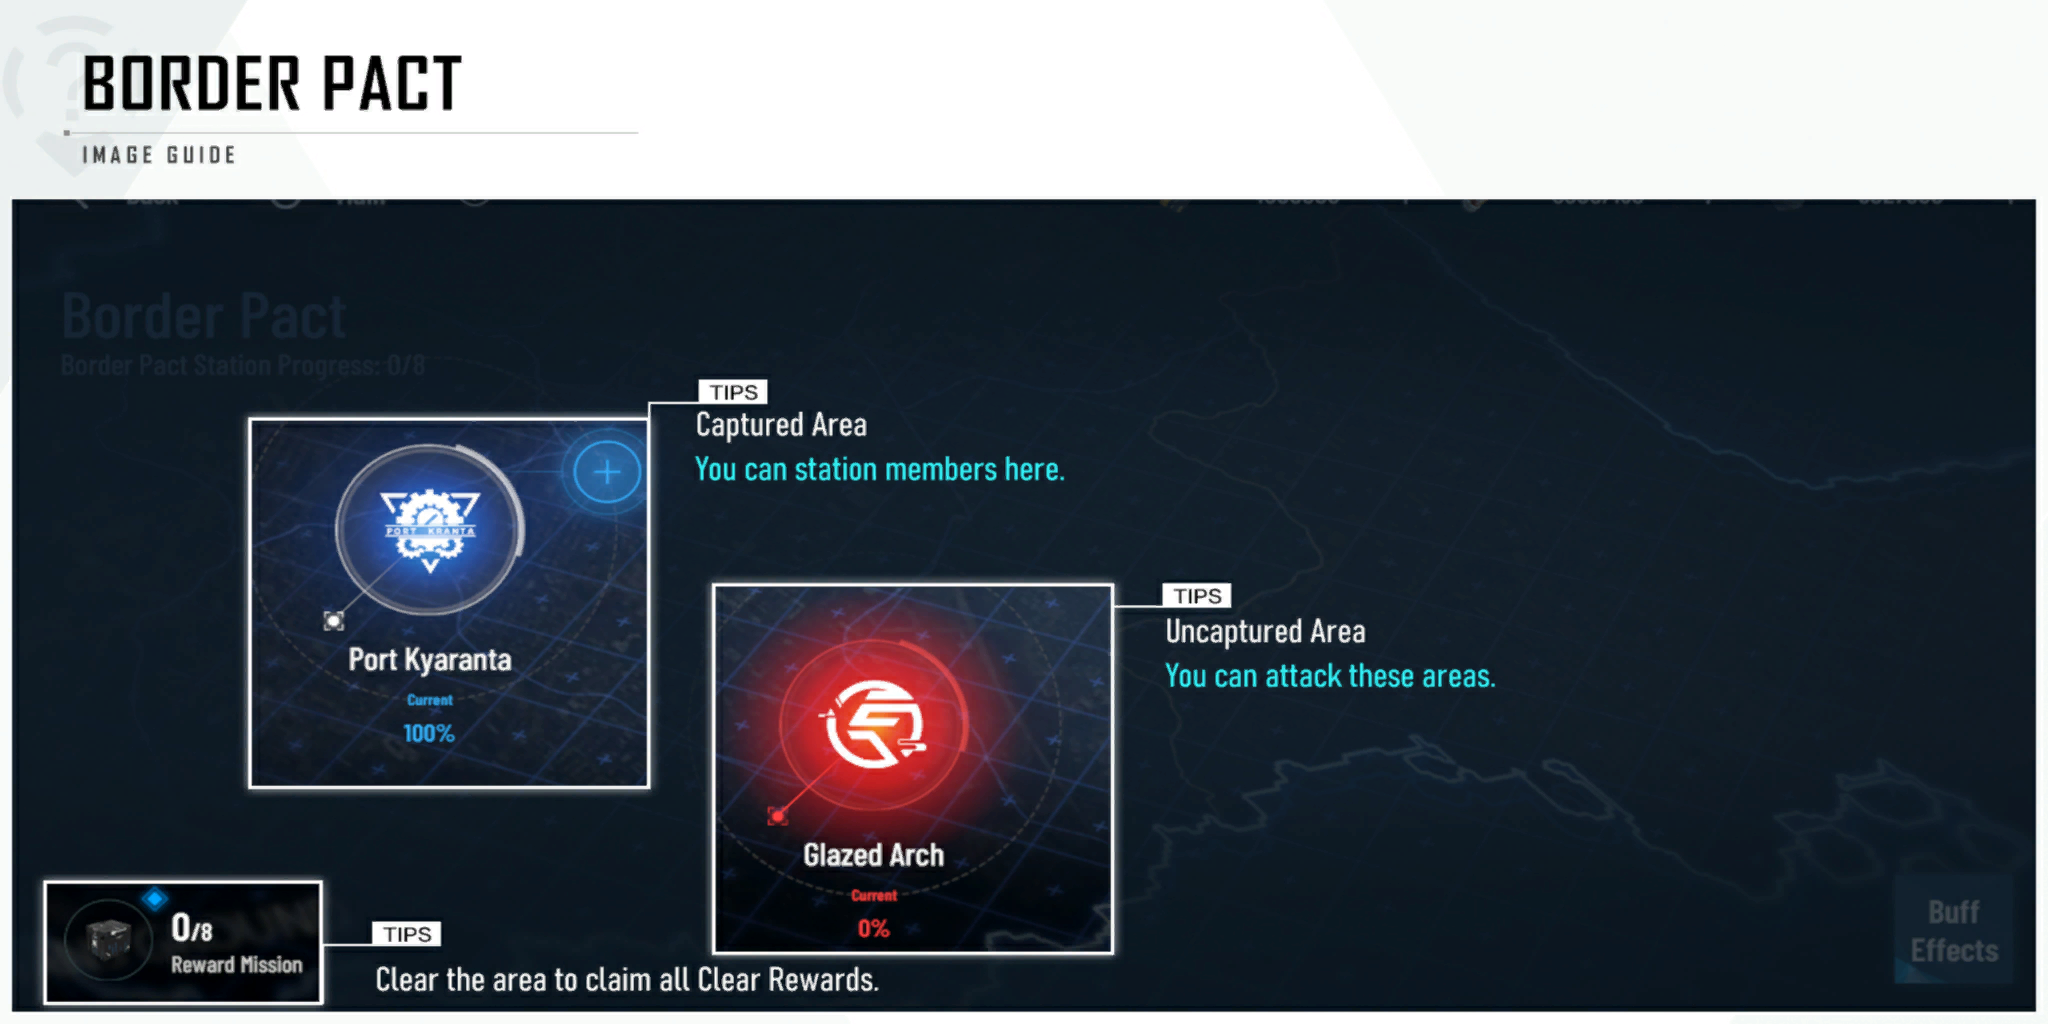 BORDER PACT
IMAGE GUIDE
Border Pact
Border Pact Station Progress: 0/8
TIPS
Captured Area
You can station members here.
PORT KRANTA
Port Kyaranta
Current
100%
TIPS
Uncaptured Area
You can attack these areas.
Glazed Arch
Current
0%
0/8
Reward Mission
TIPS
Clear the area to claim all Clear Rewards.
Buff
Effects